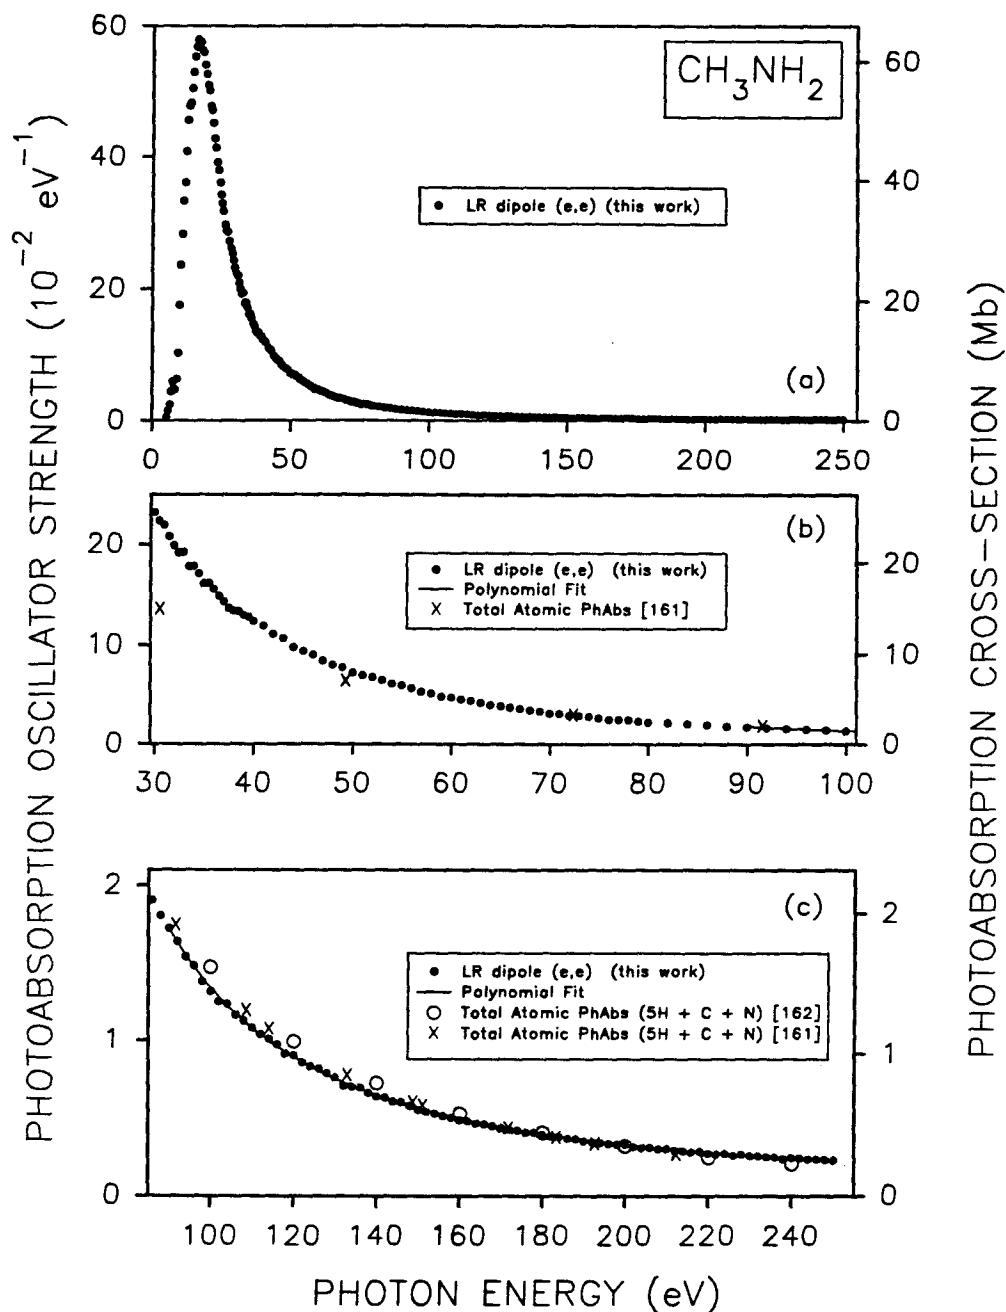 PHOTOABSORPTION OSCILLATOR STRENGTH (10⁻² eV⁻¹)
60
40
20
0
CH₃NH₂
● LR dipole (e,e) (this work)
(a)
60
40
20
0
0 50 100 150 200 250
20
10
0
(b)
● LR dipole (e,e) (this work)
— Polynomial Fit
× Total Atomic PhAbs [161]
20
10
0
30 40 50 60 70 80 90 100
2
1
0
(c)
● LR dipole (e,e) (this work)
— Polynomial Fit
○ Total Atomic PhAbs (5H + C + N) [162]
× Total Atomic PhAbs (5H + C + N) [161]
2
1
0
100 120 140 160 180 200 220 240
PHOTON ENERGY (eV)
PHOTOABSORPTION CROSS-SECTION (Mb)